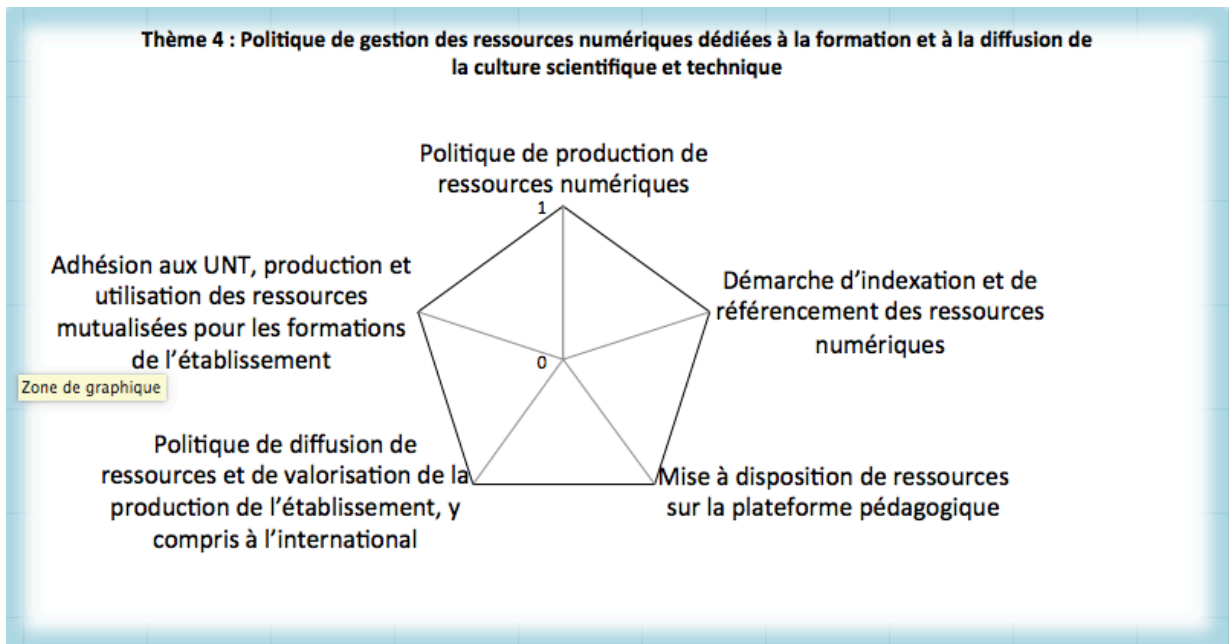 Thème 4 : Politique de gestion des ressources numériques dédiées à la formation et à la diffusion de
la culture scientifique et technique
Politique de production de
ressources numériques
1
Adhésion aux UNT, production et
utilisation des ressources
mutualisées pour les formations
de l’établissement
Démarche d’indexation et de
référencement des ressources
numériques
0
Zone de graphique
Politique de diffusion de
ressources et de valorisation de la
production de l’établissement, y
compris à l’international
Mise à disposition de ressources
sur la plateforme pédagogique